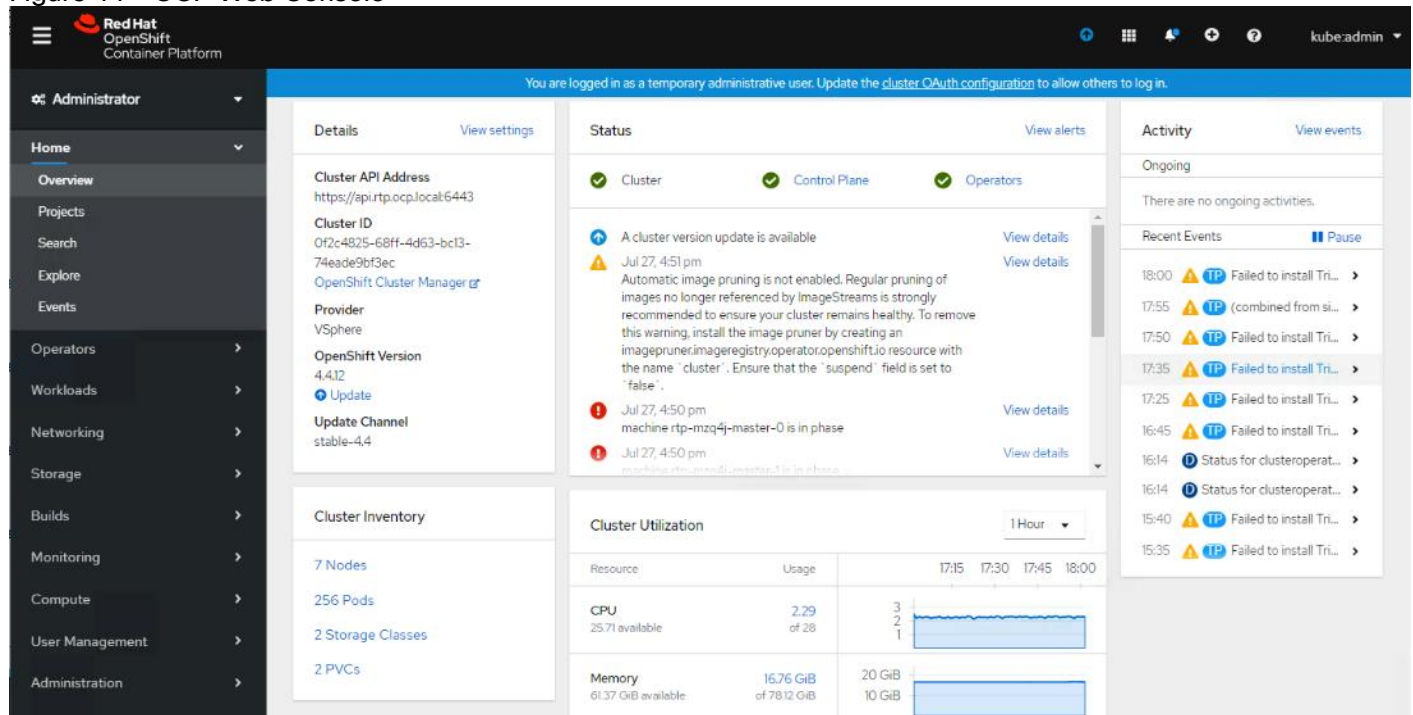 Red Hat
OpenShift
Container Platform
kube:admin
You are logged in as a temporary administrative user. Update the cluster OAuth configuration to allow others to log in.
Administrator
Home
Overview
Projects
Search
Explore
Events
Operators
Workloads
Networking
Storage
Builds
Monitoring
Compute
User Management
Administration
Details View settings
Cluster API Address
https://api.rtp.ocp.local:6443
Cluster ID
0f2c4825-68ff-4d63-bc13-
74eade9bf3ec
OpenShift Cluster Manager
Provider
VSphere
OpenShift Version
4.4.12
Update
Update Channel
stable-4.4
Cluster Inventory
7 Nodes
256 Pods
2 Storage Classes
2 PVCs
Status View alerts
Cluster Control Plane Operators
A cluster version update is available View details
Jul 27, 4:51 pm View details
Automatic image pruning is not enabled. Regular pruning of
images no longer referenced by ImageStreams is strongly
recommended to ensure your cluster remains healthy. To remove
this warning, install the image pruner by creating an
imagepruner.imageregistry.operator.openshift.io resource with
the name `cluster`. Ensure that the `suspend` field is set to
`false`.
Jul 27, 4:50 pm View details
machine rtp-mzq4j-master-0 is in phase
Jul 27, 4:50 pm View details
machine rtp-mzq4j-master-1 is in phase
Cluster Utilization 1 Hour
Resource Usage 17:15 17:30 17:45 18:00
CPU 2.29
25.71 available of 28
3
2
1
Memory 16.76 GiB
61.37 GiB available of 78.12 GiB
20 GiB
10 GiB
Activity View events
Ongoing
There are no ongoing activities.
Recent Events Pause
18:00 TP Failed to install Tri...
17:55 TP (combined from si...
17:50 TP Failed to install Tri...
17:35 TP Failed to install Tri...
17:25 TP Failed to install Tri...
16:45 TP Failed to install Tri...
16:14 D Status for clusteroperat...
16:14 D Status for clusteroperat...
15:40 TP Failed to install Tri...
15:35 TP Failed to install Tri...